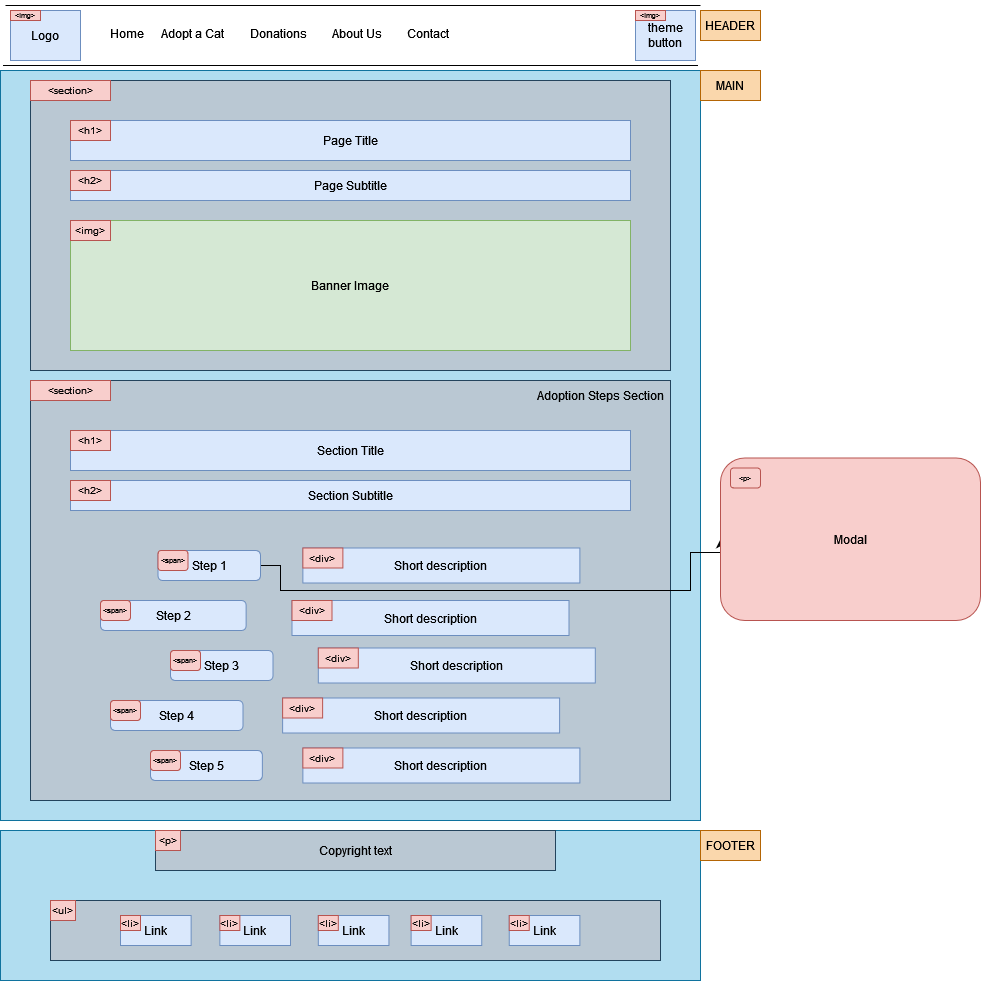 <img>
Logo
Home
Adopt a Cat
Donations
About Us
Contact
<img>
theme
button
HEADER
MAIN
<section>
<h1>
Page Title
<h2>
Page Subtitle
<img>
Banner Image
<section>
Adoption Steps Section
<h1>
Section Title
<h2>
Section Subtitle
<p>
Modal
<span>
Step 1
<div>
Short description
<span>
Step 2
<div>
Short description
<span>
Step 3
<div>
Short description
<span>
Step 4
<div>
Short description
<span>
Step 5
<div>
Short description
<p>
Copyright text
FOOTER
<ul>
<li>
Link
<li>
Link
<li>
Link
<li>
Link
<li>
Link